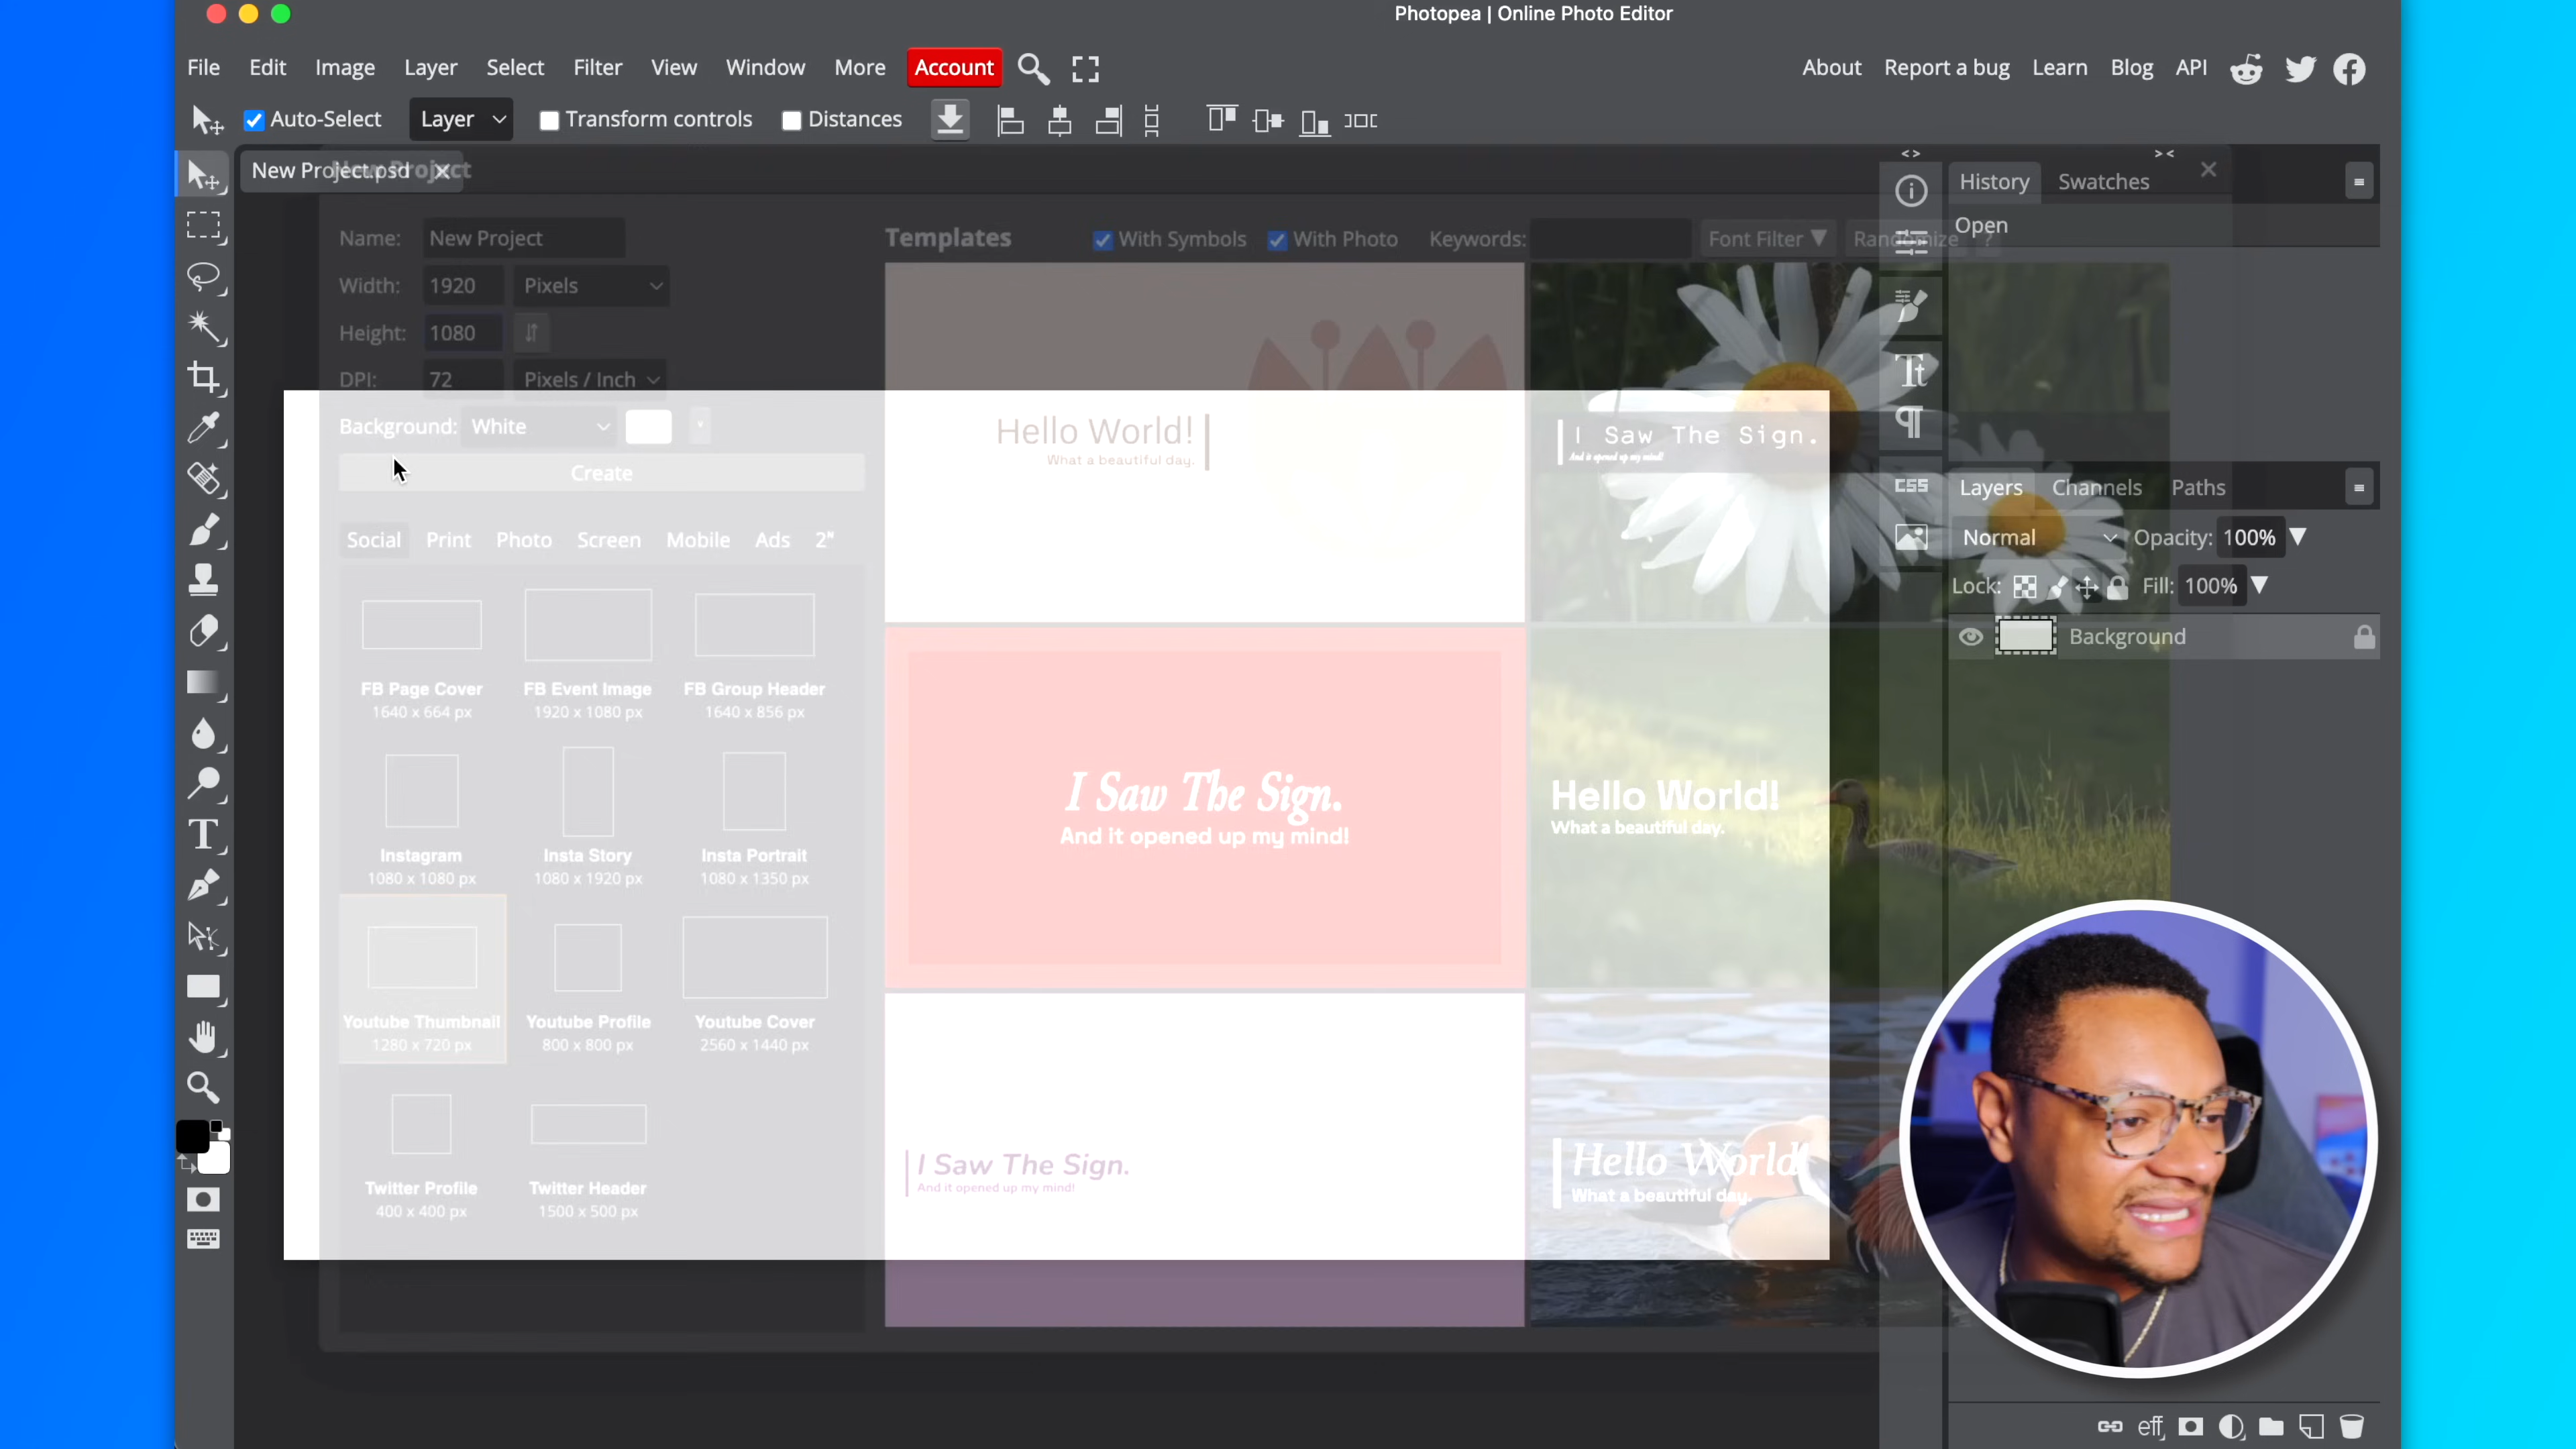 Photopea | Online Photo Editor
File Edit Image Layer Select Filter View Window More Account
About Report a bug Learn Blog API
Auto-Select Layer Transform controls Distances
New Project.psd
New Project
History Swatches
Open
Name: New Project
Width: 1920 Pixels
Height: 1080
DPI: 72 Pixels / Inch
Background: White
Create
Templates With Symbols With Photo Keywords: Font Filter ▼ Randomize ?
Social Print Photo Screen Mobile Ads 2ⁿ
FB Page Cover
1640 x 664 px
FB Event Image
1920 x 1080 px
FB Group Header
1640 x 856 px
Instagram
1080 x 1080 px
Insta Story
1080 x 1920 px
Insta Portrait
1080 x 1350 px
Youtube Thumbnail
1280 x 720 px
Youtube Profile
800 x 800 px
Youtube Cover
2560 x 1440 px
Twitter Profile
400 x 400 px
Twitter Header
1500 x 500 px
Hello World!
What a beautiful day.
I Saw The Sign.
And it opened up my mind!
I Saw The Sign.
And it opened up my mind!
Hello World!
What a beautiful day.
I Saw The Sign.
And it opened up my mind!
Hello World!
What a beautiful day.
CSS
Layers Channels Paths
Normal Opacity: 100%
Lock: Fill: 100%
Background
eff